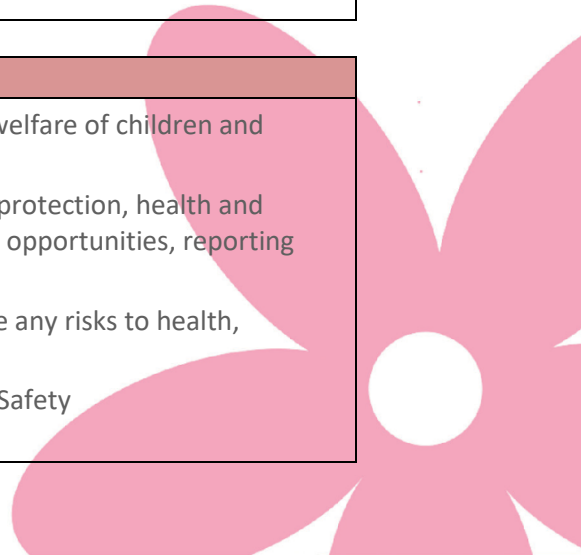 welfare of children and
protection, health and
opportunities, reporting
e any risks to health,
Safety